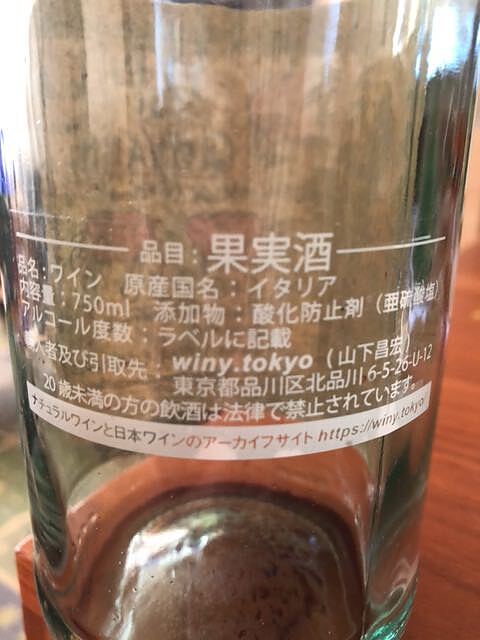 品目：果実酒
品名：ワイン 原産国名：イタリア
内容量：750ml 添加物：酸化防止剤（亜硫酸塩）
アルコール度数：ラベルに記載
入者及び引取先：winy.tokyo（山下昌宏）
東京都品川区北品川 6-5-26-U-12
20歳未満の方の飲酒は法律で禁止されています。
ナチュラルワインと日本ワインのアーカイブサイト https://winy.tokyo